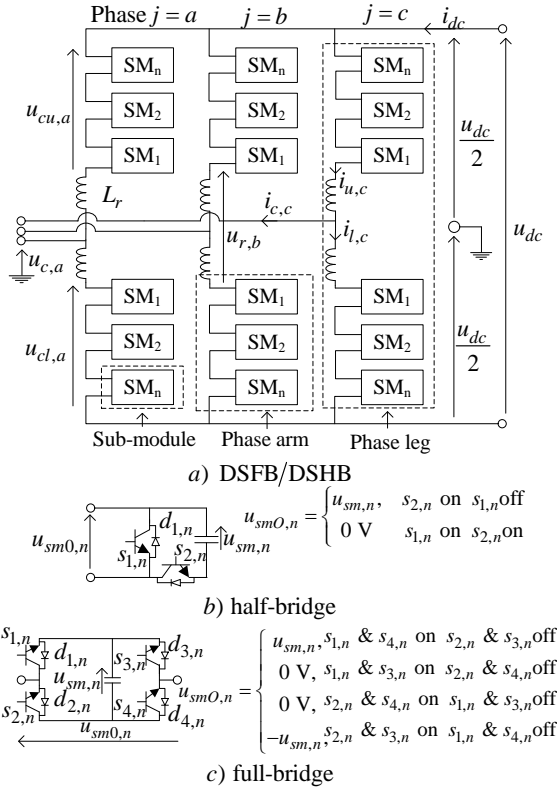 Phase j = a j = b j = c
i_dc
SM_n SM_n SM_n
u_cu,a SM_2 SM_2 SM_2
SM_1 SM_1 SM_1
u_dc/2
L_r i_u,c
i_c,c
u_r,b i_l,c u_dc
u_c,a
SM_1 SM_1 SM_1
u_cl,a SM_2 SM_2 SM_2
u_dc/2
SM_n SM_n SM_n
Sub-module Phase arm Phase leg
a) DSFB/DSHB
u_sm0,n s_1,n d_1,n s_2,n u_sm,n
u_smO,n = { u_sm,n, s_2,n on s_1,n off
0 V s_1,n on s_2,n on
b) half-bridge
s_1,n d_1,n s_3,n d_3,n
u_sm,n
s_2,n d_2,n s_4,n d_4,n
u_sm0,n
u_smO,n = { u_sm,n, s_1,n & s_4,n on s_2,n & s_3,n off
0 V, s_1,n & s_3,n on s_2,n & s_4,n off
0 V, s_2,n & s_4,n on s_1,n & s_3,n off
−u_sm,n, s_2,n & s_3,n on s_1,n & s_4,n off
c) full-bridge